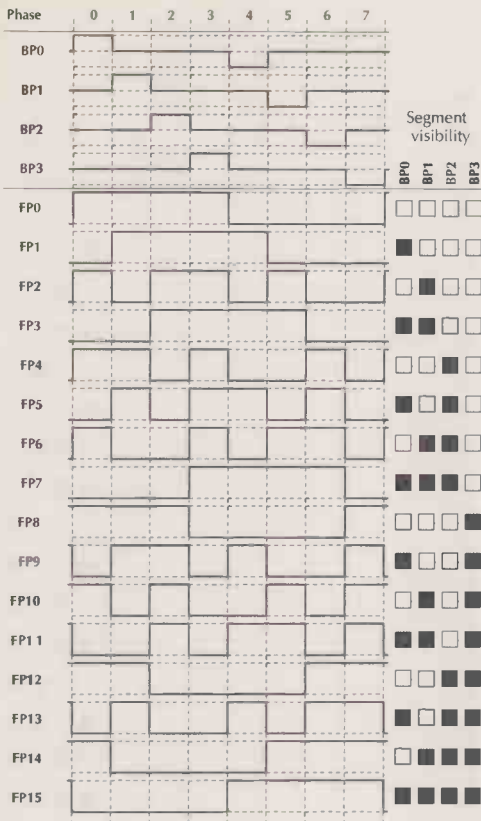 Phase 0 1 2 3 4 5 6 7
BP0
BP1
BP2
BP3
Segment
visibility
BP0 BP1 BP2 BP3
FP0
FP1
FP2
FP3
FP4
FP5
FP6
FP7
FP8
FP9
FP10
FP11
FP12
FP13
FP14
FP15